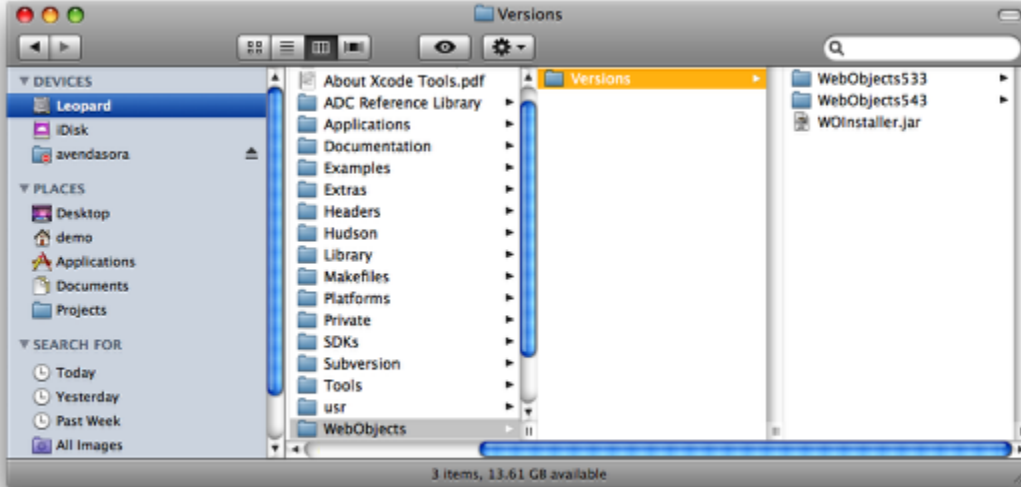 Versions
DEVICES
Leopard
iDisk
avendasora
PLACES
Desktop
demo
Applications
Documents
Projects
SEARCH FOR
Today
Yesterday
Past Week
All Images
About Xcode Tools.pdf
ADC Reference Library
Applications
Documentation
Examples
Extras
Headers
Hudson
Library
Makefiles
Platforms
Private
SDKs
Subversion
Tools
usr
WebObjects
Versions
WebObjects533
WebObjects543
WOInstaller.jar
3 items, 13.61 GB available